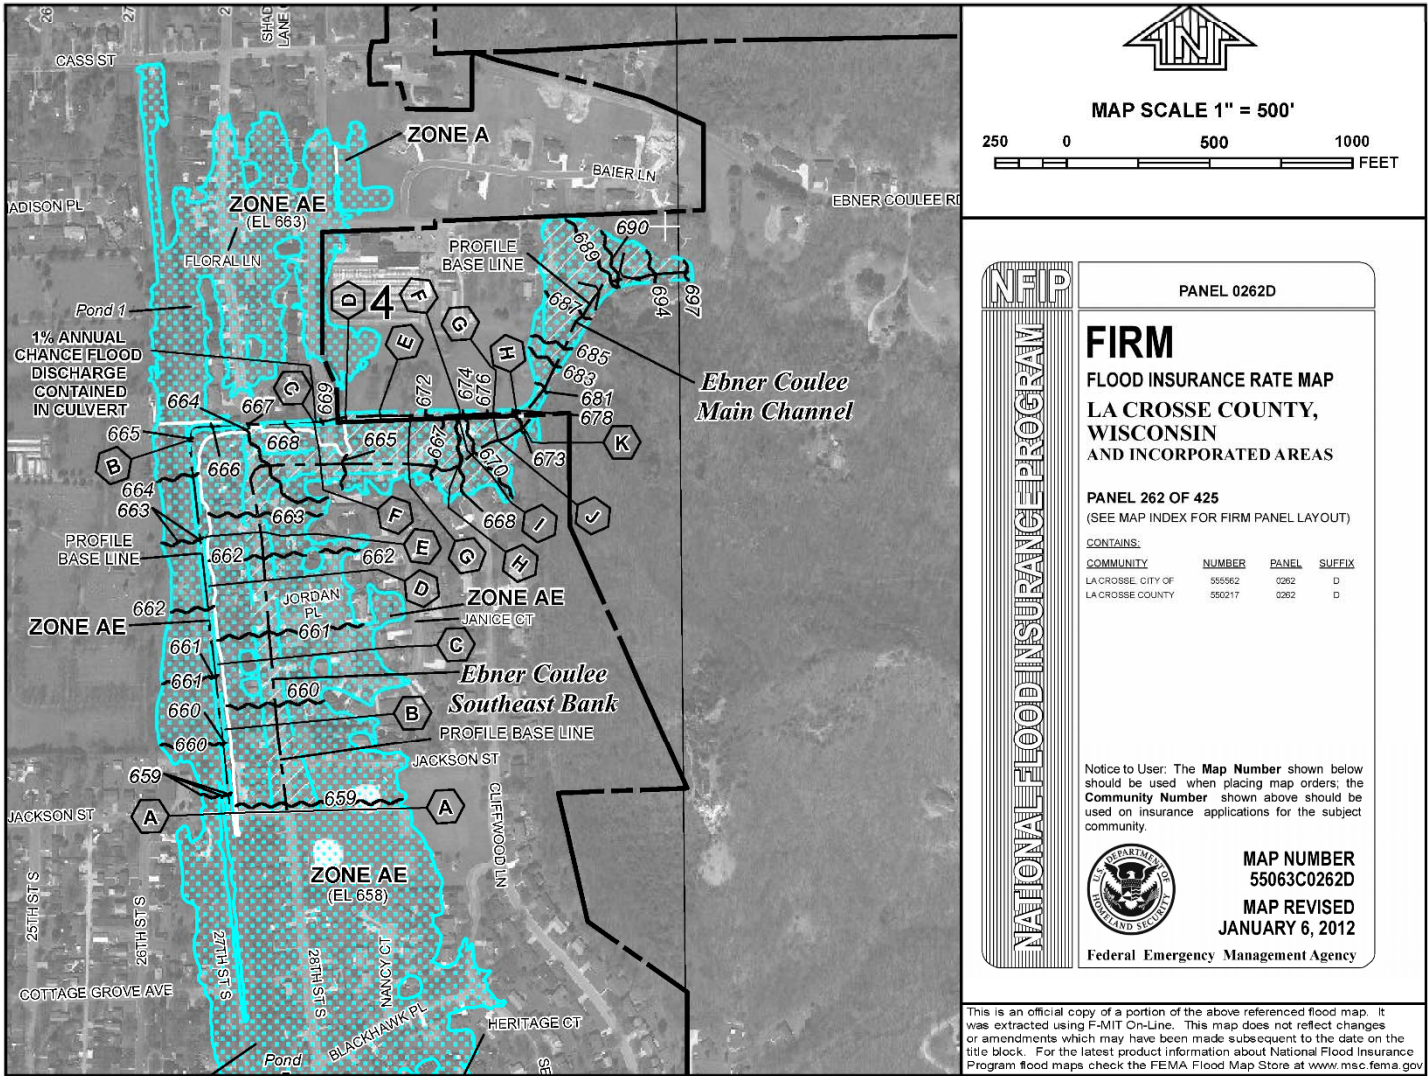 26
27
SHAD
LANE
CASS ST
ZONE A
BAIER LN
EBNER COULEE RD
ADISON PL
ZONE AE
(EL 663)
FLORAL LN
PROFILE
BASE LINE
690
689
687
694
697
Pond 1
D
4
F
G
E
H
1% ANNUAL
CHANCE FLOOD
DISCHARGE
CONTAINED
IN CULVERT
685
683
681
678
Ebner Coulee
Main Channel
C
664
667
669
672
674
676
665
668
665
667
K
B
666
670
673
664
663
663
668
F
I
J
PROFILE
BASE LINE
662
662
E
G
H
D
JORDAN
PL
ZONE AE
662
JANICE CT
ZONE AE
661
661
C
661
Ebner Coulee
Southeast Bank
660
660
B
660
PROFILE BASE LINE
JACKSON ST
659
659
A
A
JACKSON ST
CLIFFWOOD LN
ZONE AE
(EL 658)
25TH ST S
26TH ST S
27TH ST S
28TH ST S
NANCY CT
COTTAGE GROVE AVE
BLACKHAWK PL
HERITAGE CT
Pond
SE
N
MAP SCALE 1" = 500'
250 0 500 1000
FEET
NFIP
NATIONAL FLOOD INSURANCE PROGRAM
PANEL 0262D
FIRM
FLOOD INSURANCE RATE MAP
LA CROSSE COUNTY,
WISCONSIN
AND INCORPORATED AREAS
PANEL 262 OF 425
(SEE MAP INDEX FOR FIRM PANEL LAYOUT)
CONTAINS:
COMMUNITY NUMBER PANEL SUFFIX
LA CROSSE, CITY OF 555562 0262 D
LA CROSSE COUNTY 550217 0262 D
Notice to User: The Map Number shown below
should be used when placing map orders; the
Community Number shown above should be
used on insurance applications for the subject
community.
U.S. DEPARTMENT OF
HOMELAND SECURITY
MAP NUMBER
55063C0262D
MAP REVISED
JANUARY 6, 2012
Federal Emergency Management Agency
This is an official copy of a portion of the above referenced flood map. It
was extracted using F-MIT On-Line. This map does not reflect changes
or amendments which may have been made subsequent to the date on the
title block. For the latest product information about National Flood Insurance
Program flood maps check the FEMA Flood Map Store at www.msc.fema.gov